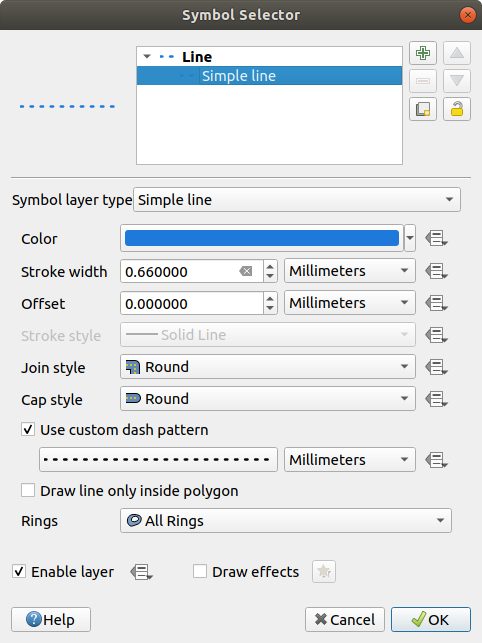 Symbol Selector
Line
Simple line
Symbol layer type Simple line
Color
Stroke width 0.660000 Millimeters
Offset 0.000000 Millimeters
Stroke style Solid Line
Join style Round
Cap style Round
Use custom dash pattern
Millimeters
Draw line only inside polygon
Rings All Rings
Enable layer Draw effects
Help Cancel OK